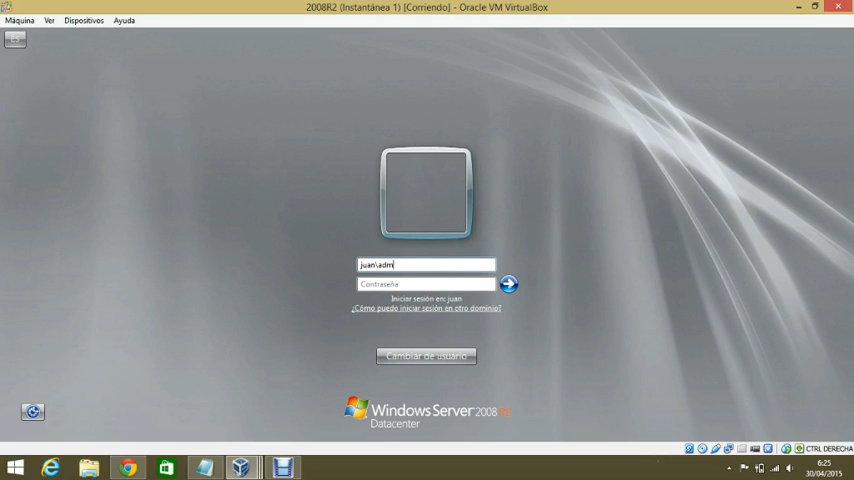 2008R2 (Instantánea 1) [Corriendo] - Oracle VM VirtualBox
Máquina Ver Dispositivos Ayuda
juan\adm
Contraseña
Iniciar sesión en: juan
¿Cómo puedo iniciar sesión en otro dominio?
Cambiar de usuario
Windows Server 2008 R2
Datacenter
CTRL DERECHA
6:25
30/04/2015